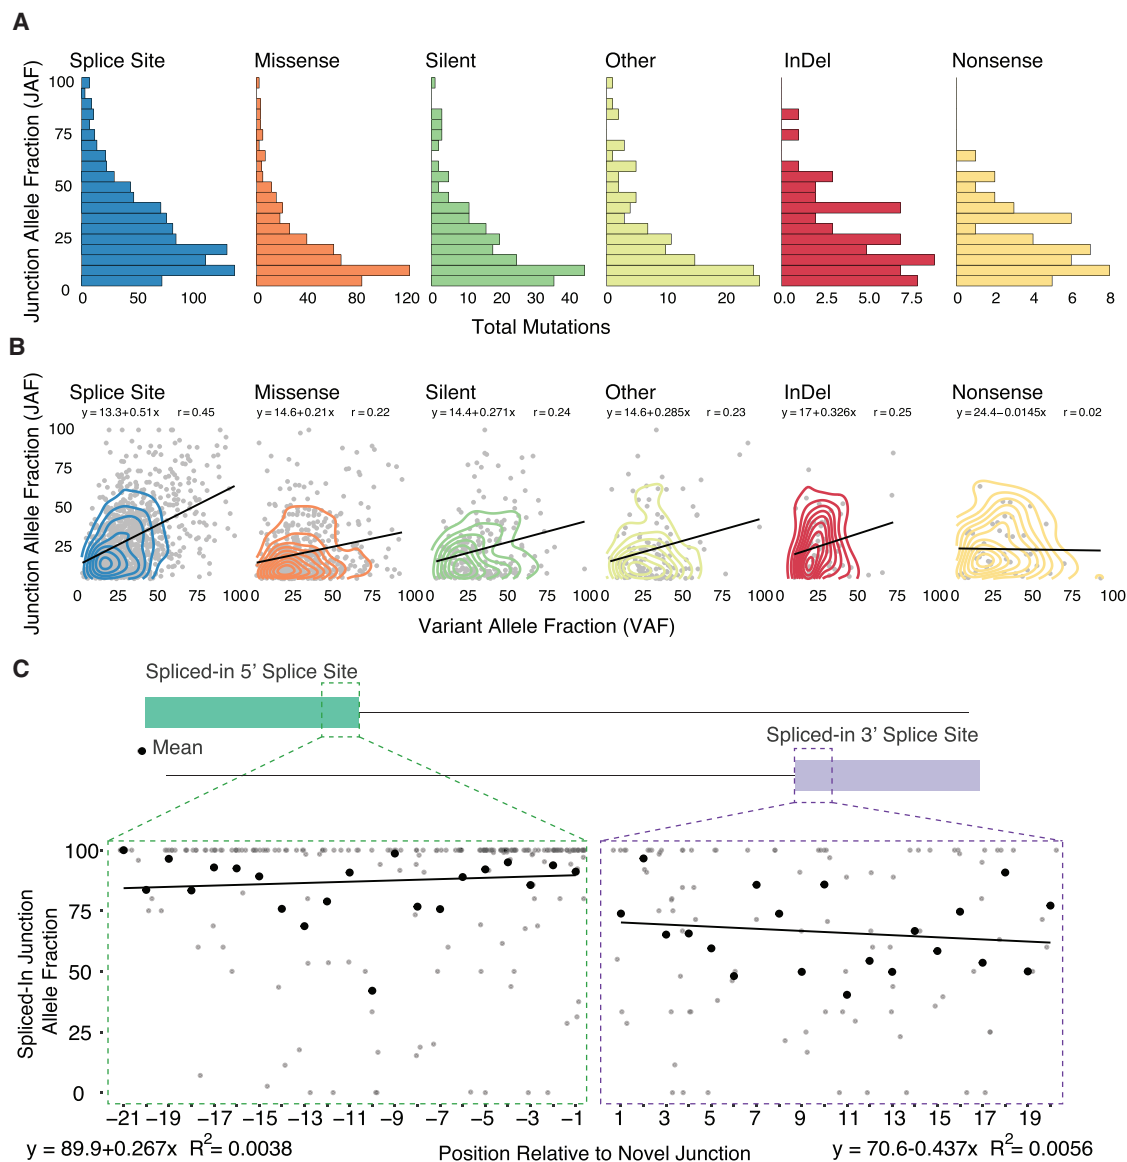 A
Splice Site Missense Silent Other InDel Nonsense
Junction Allele Fraction (JAF)
100
75
50
25
0
0 50 100 0 40 80 120 0 10 20 30 40 0 10 20 0.0 2.5 5.0 7.5 0 2 4 6 8
Total Mutations
B
Splice Site Missense Silent Other InDel Nonsense
y = 13.3+0.51x r = 0.45 y = 14.6+0.21x r = 0.22 y = 14.4+0.271x r = 0.24 y = 14.6+0.285x r = 0.23 y = 17+0.326x r = 0.25 y = 24.4−0.0145x r = 0.02
Junction Allele Fraction (JAF)
100
75
50
25
0 25 50 75 100 0 25 50 75 100 0 25 50 75 100 0 25 50 75 100 0 25 50 75 100 0 25 50 75 100
Variant Allele Fraction (VAF)
C
Spliced-in 5’ Splice Site
Spliced-in 3’ Splice Site
Mean
Spliced-In Junction
Allele Fraction
100
75
50
25
0
−21 −19 −17 −15 −13 −11 −9 −7 −5 −3 −1 1 3 5 7 9 11 13 15 17 19
y = 89.9+0.267x R2= 0.0038
Position Relative to Novel Junction
y = 70.6-0.437x R2= 0.0056